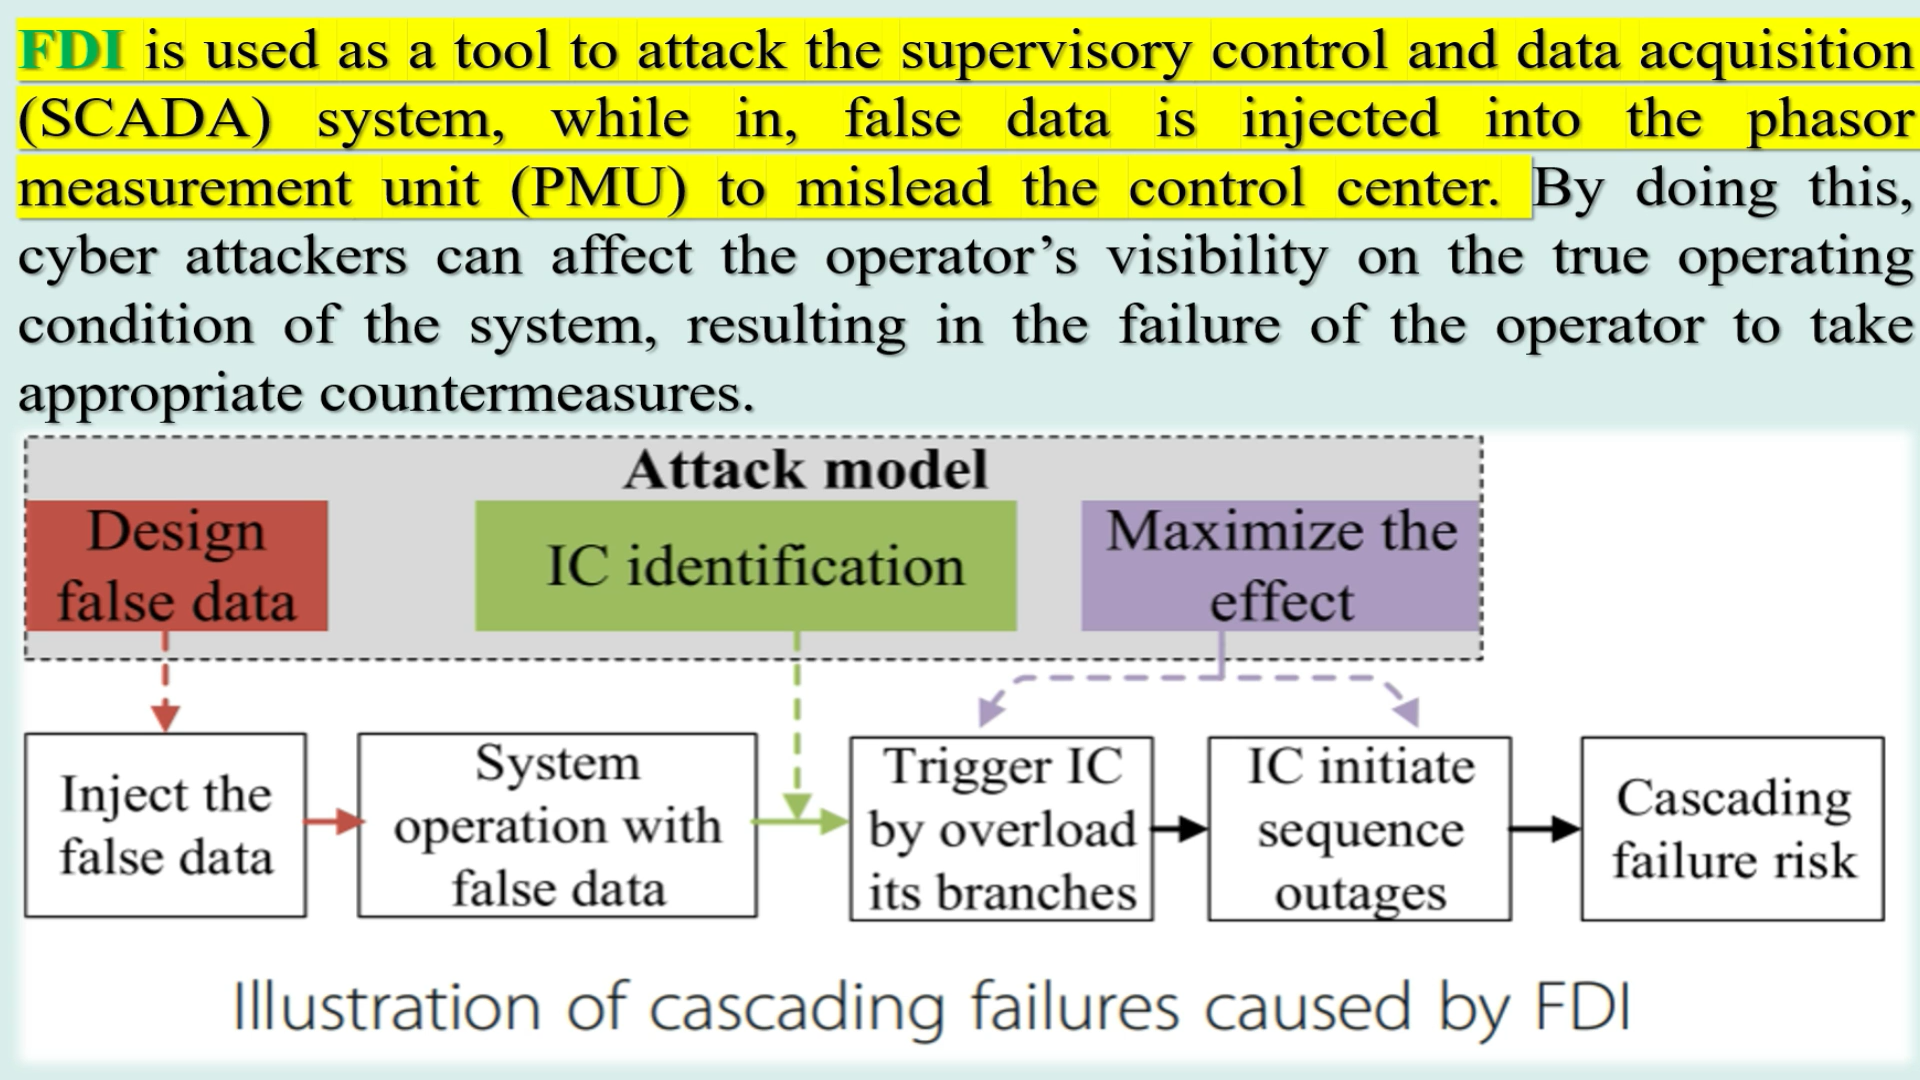 FDI is used as a tool to attack the supervisory control and data acquisition
(SCADA) system, while in, false data is injected into the phasor
measurement unit (PMU) to mislead the control center. By doing this,
cyber attackers can affect the operator’s visibility on the true operating
condition of the system, resulting in the failure of the operator to take
appropriate countermeasures.
Attack model
Design
false data
IC identification
Maximize the
effect
Inject the
false data
System
operation with
false data
Trigger IC
by overload
its branches
IC initiate
sequence
outages
Cascading
failure risk
Illustration of cascading failures caused by FDI